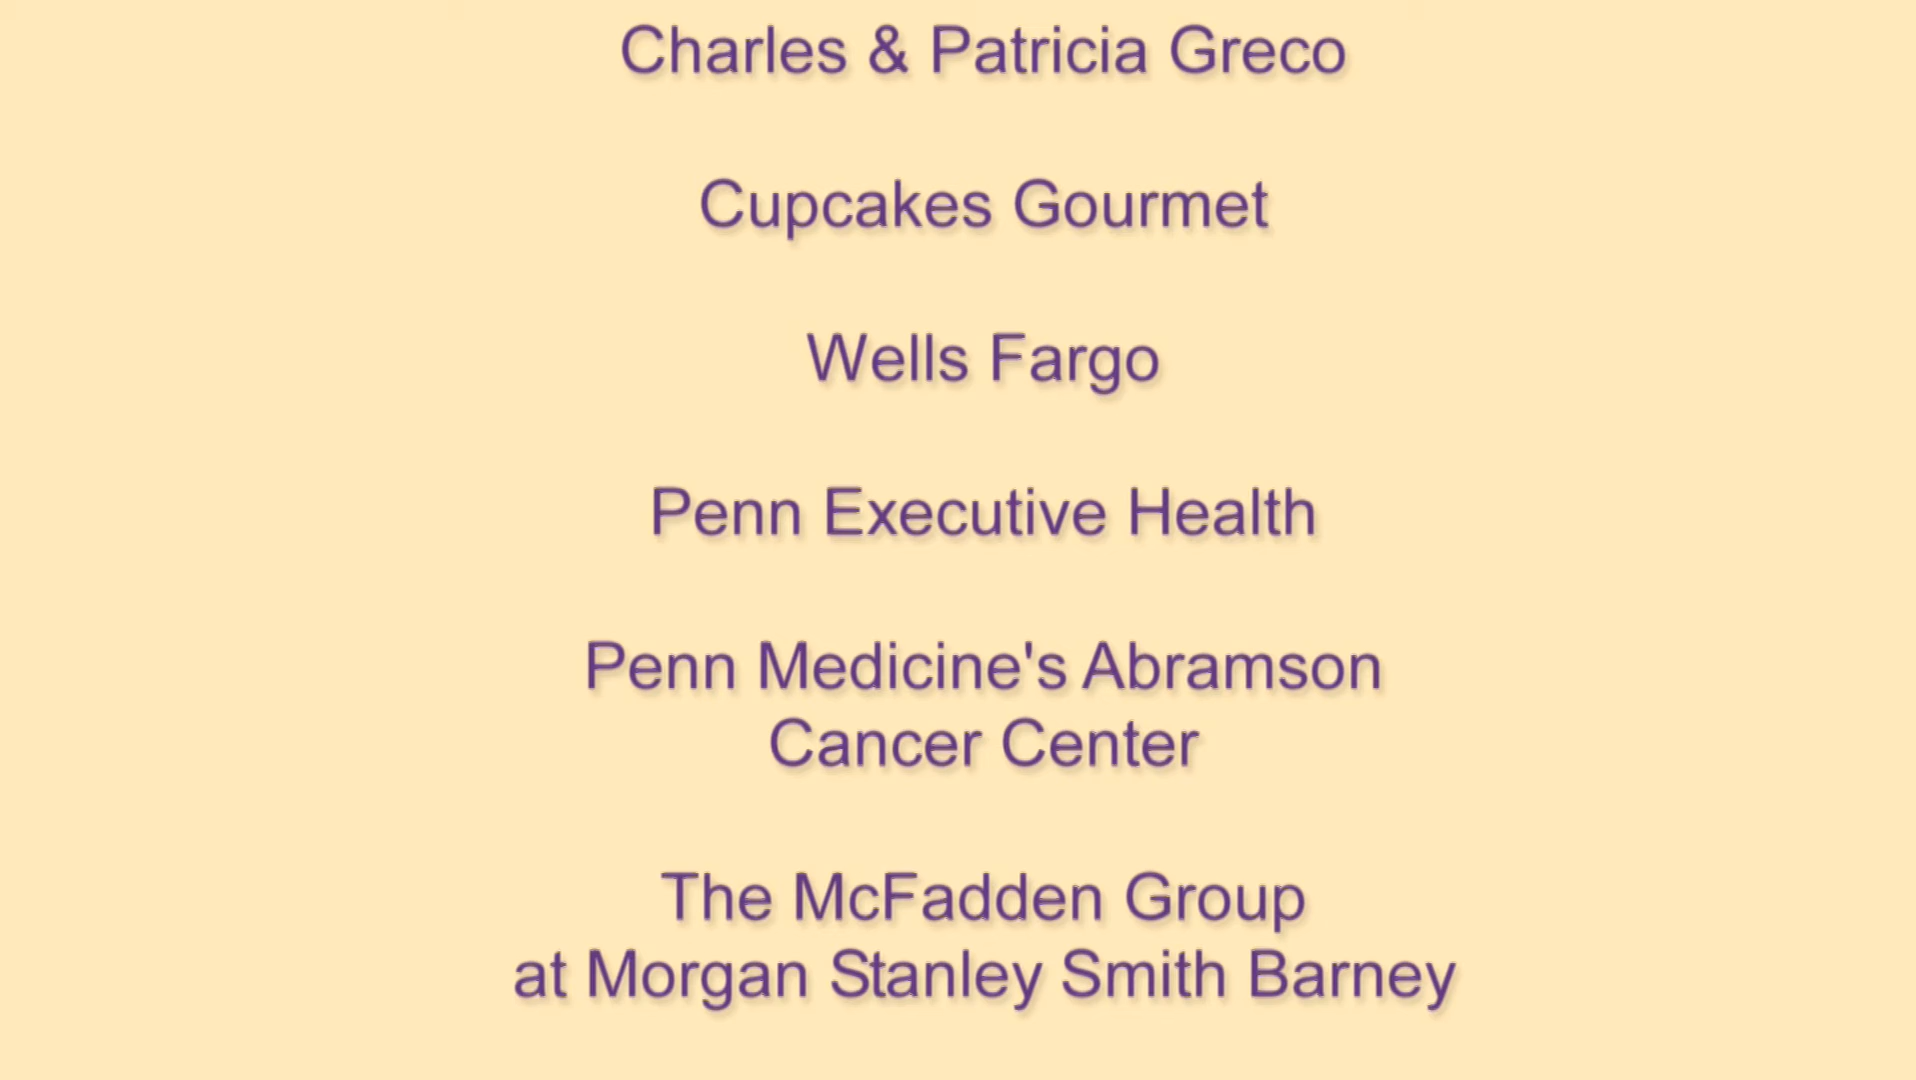 Charles & Patricia Greco
Cupcakes Gourmet
Wells Fargo
Penn Executive Health
Penn Medicine's Abramson
Cancer Center
The McFadden Group
at Morgan Stanley Smith Barney